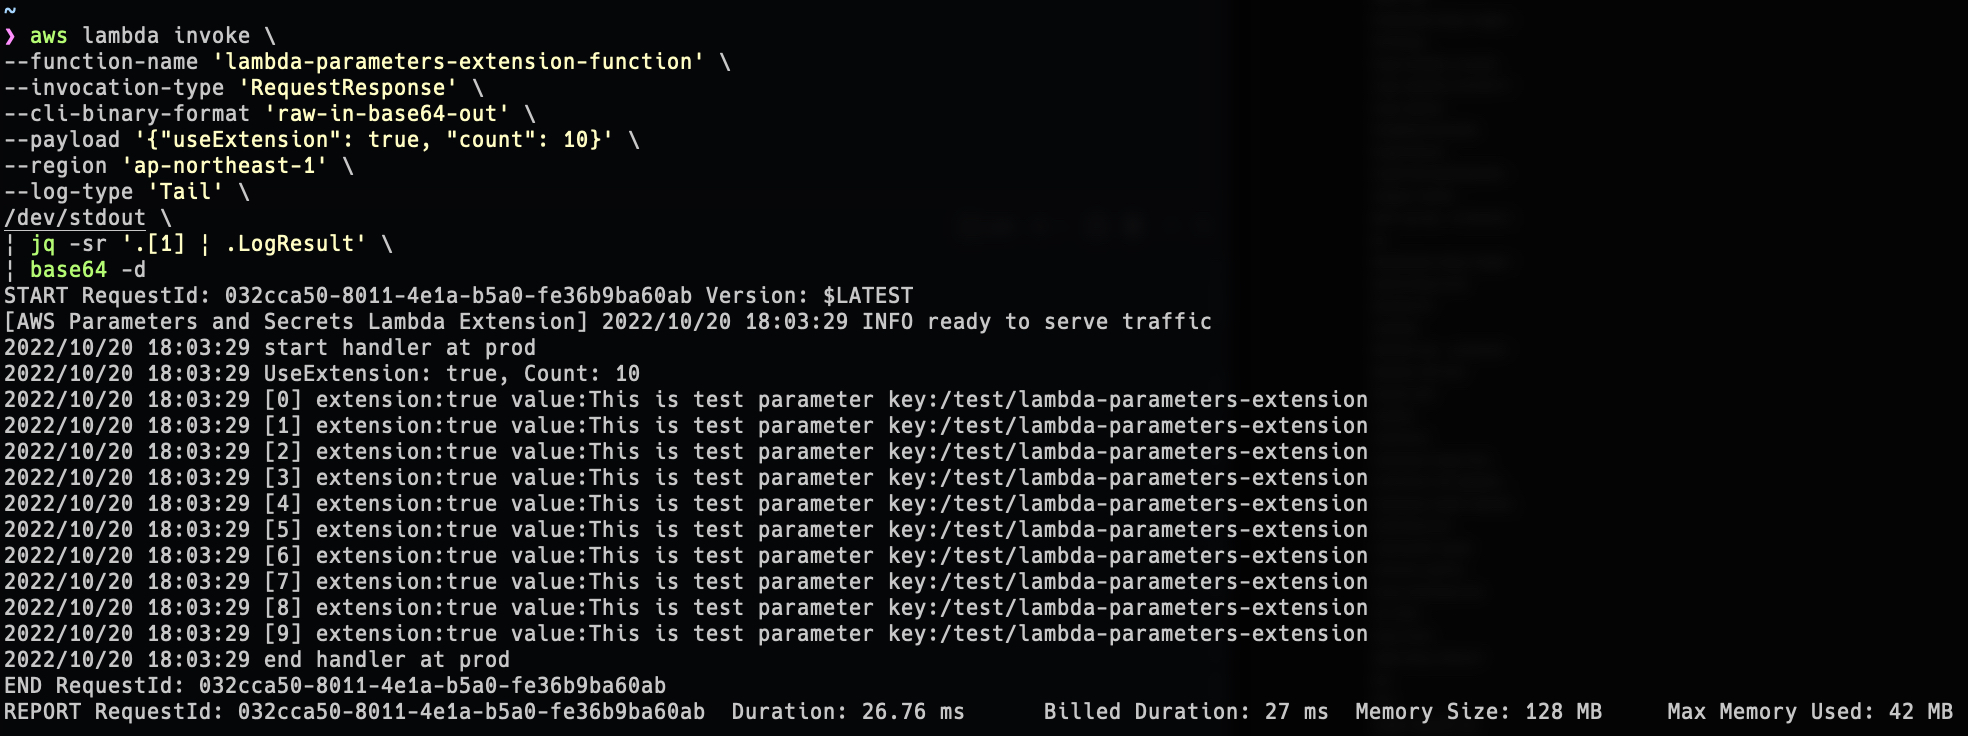 ~
❯ aws lambda invoke \
--function-name 'lambda-parameters-extension-function' \
--invocation-type 'RequestResponse' \
--cli-binary-format 'raw-in-base64-out' \
--payload '{"useExtension": true, "count": 10}' \
--region 'ap-northeast-1' \
--log-type 'Tail' \
/dev/stdout \
| jq -sr '.[1] | .LogResult' \
| base64 -d
START RequestId: 032cca50-8011-4e1a-b5a0-fe36b9ba60ab Version: $LATEST
[AWS Parameters and Secrets Lambda Extension] 2022/10/20 18:03:29 INFO ready to serve traffic
2022/10/20 18:03:29 start handler at prod
2022/10/20 18:03:29 UseExtension: true, Count: 10
2022/10/20 18:03:29 [0] extension:true value:This is test parameter key:/test/lambda-parameters-extension
2022/10/20 18:03:29 [1] extension:true value:This is test parameter key:/test/lambda-parameters-extension
2022/10/20 18:03:29 [2] extension:true value:This is test parameter key:/test/lambda-parameters-extension
2022/10/20 18:03:29 [3] extension:true value:This is test parameter key:/test/lambda-parameters-extension
2022/10/20 18:03:29 [4] extension:true value:This is test parameter key:/test/lambda-parameters-extension
2022/10/20 18:03:29 [5] extension:true value:This is test parameter key:/test/lambda-parameters-extension
2022/10/20 18:03:29 [6] extension:true value:This is test parameter key:/test/lambda-parameters-extension
2022/10/20 18:03:29 [7] extension:true value:This is test parameter key:/test/lambda-parameters-extension
2022/10/20 18:03:29 [8] extension:true value:This is test parameter key:/test/lambda-parameters-extension
2022/10/20 18:03:29 [9] extension:true value:This is test parameter key:/test/lambda-parameters-extension
2022/10/20 18:03:29 end handler at prod
END RequestId: 032cca50-8011-4e1a-b5a0-fe36b9ba60ab
REPORT RequestId: 032cca50-8011-4e1a-b5a0-fe36b9ba60ab  Duration: 26.76 ms      Billed Duration: 27 ms  Memory Size: 128 MB     Max Memory Used: 42 MB